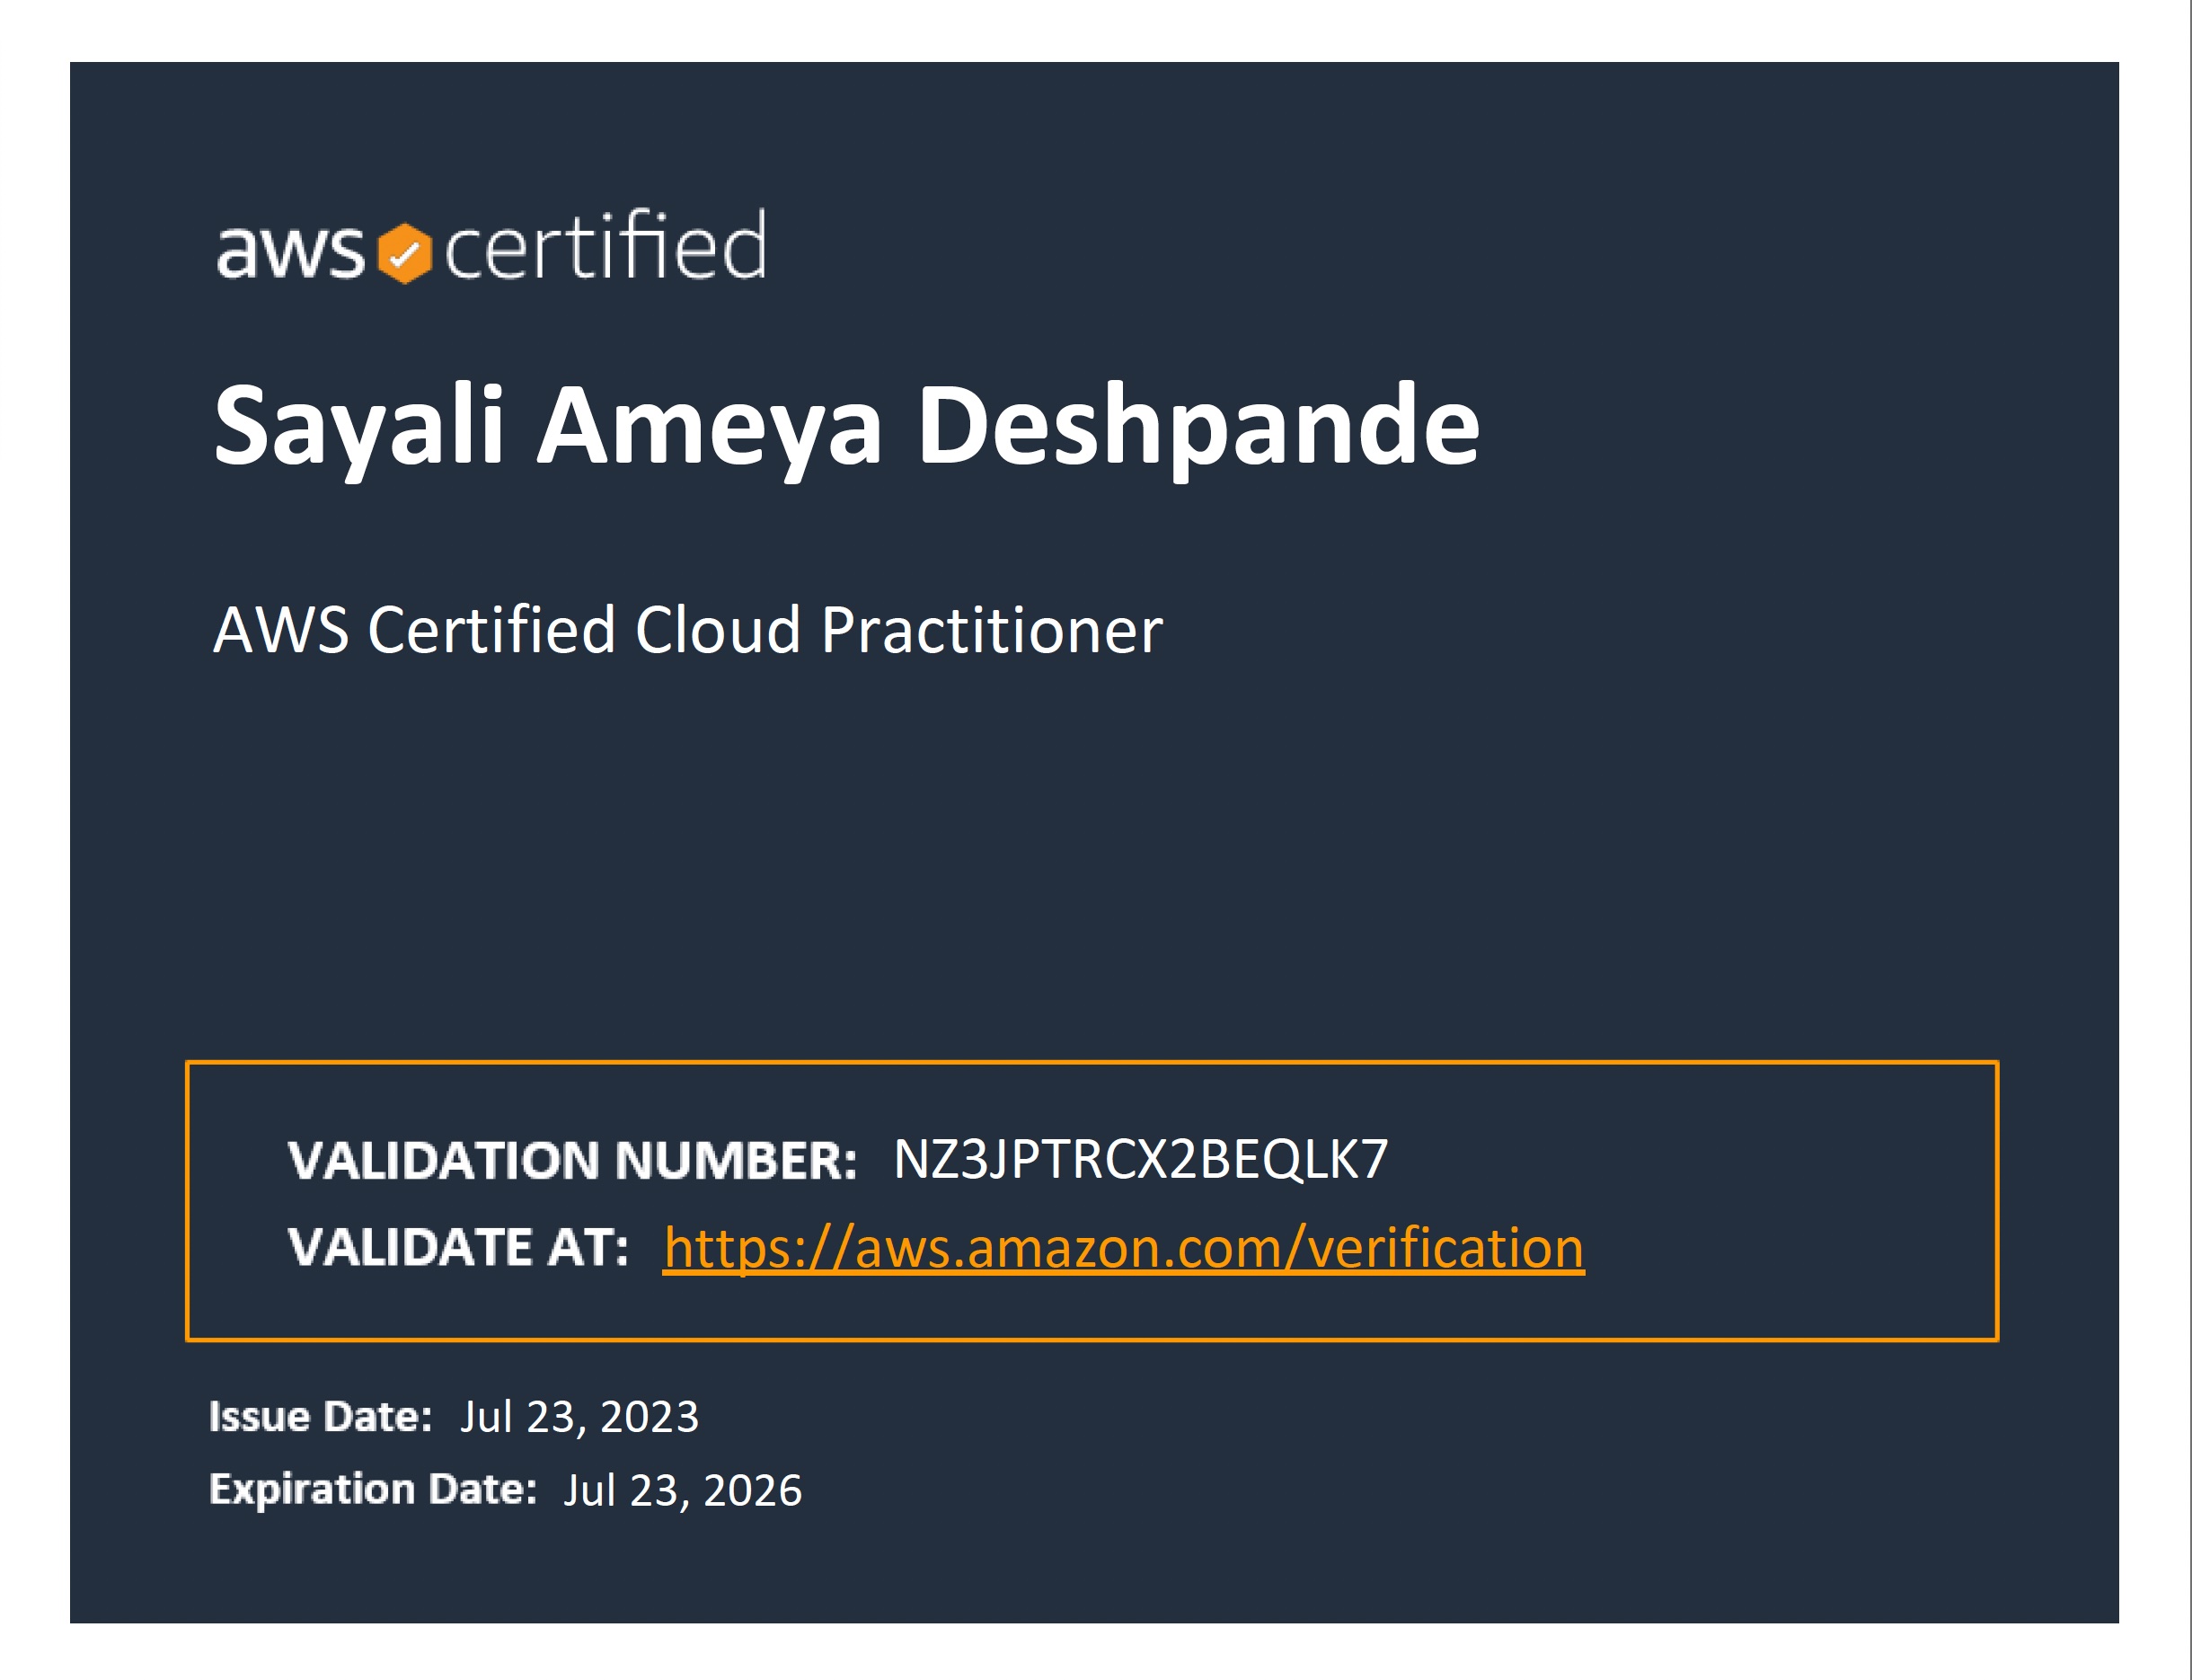 aws certified
Sayali Ameya Deshpande
AWS Certified Cloud Practitioner
VALIDATION NUMBER: NZ3JPTRCX2BEQLK7
VALIDATE AT: https://aws.amazon.com/verification
Issue Date: Jul 23, 2023
Expiration Date: Jul 23, 2026